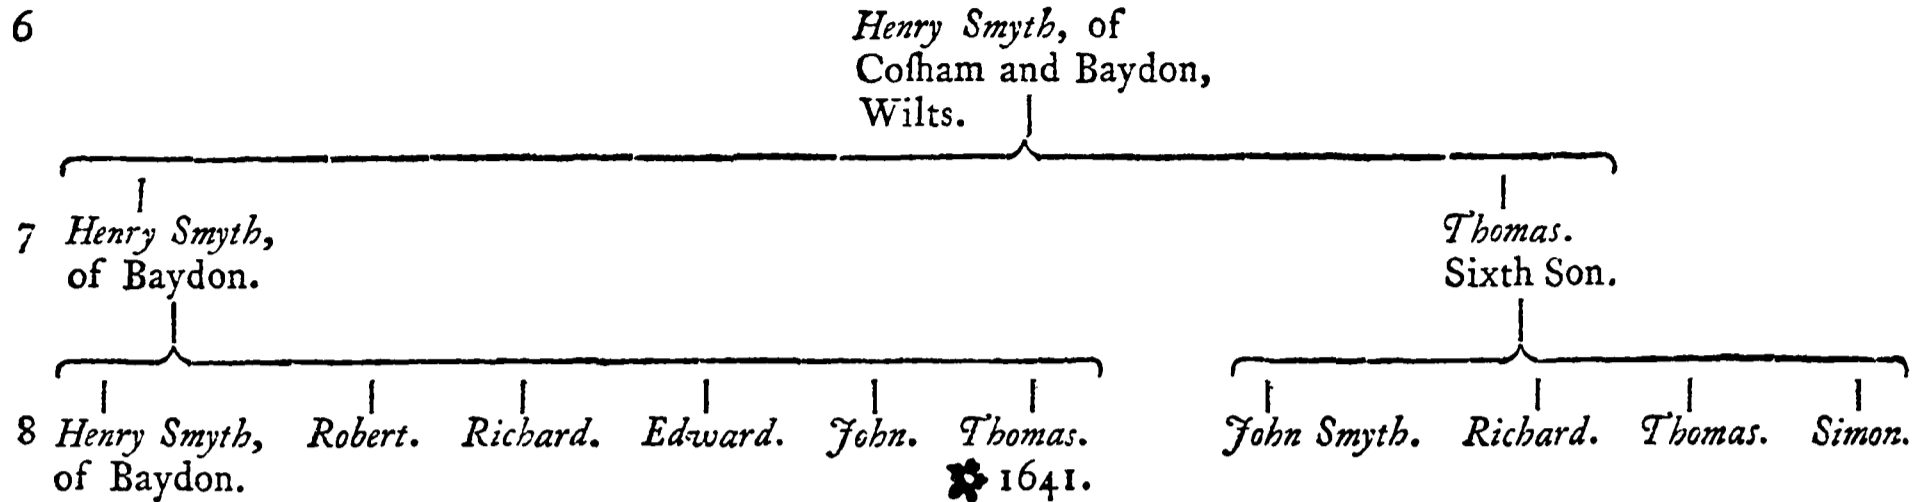 6 Henry Smyth, of
Coſham and Baydon,
Wilts.
7 Henry Smyth, Thomas.
of Baydon. Sixth Son.
8 Henry Smyth, Robert. Richard. Edward. John. Thomas. John Smyth. Richard. Thomas. Simon.
of Baydon. 1641.